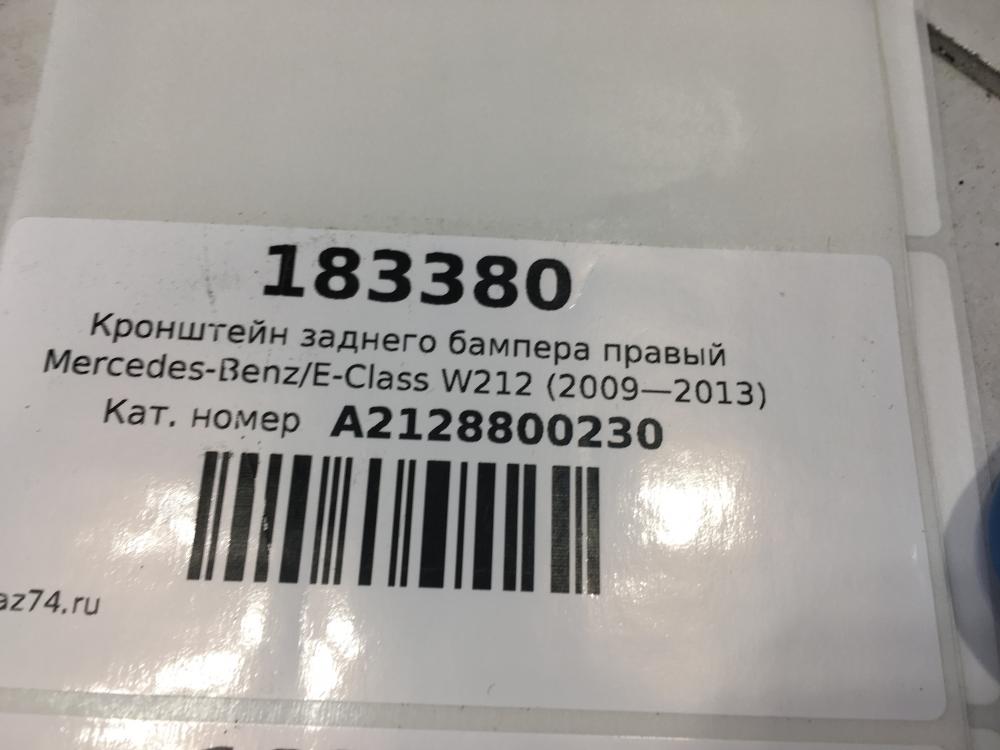 183380
Кронштейн заднего бампера правый
Mercedes-Benz/E-Class W212 (2009—2013)
Кат. номер A2128800230
az74.ru